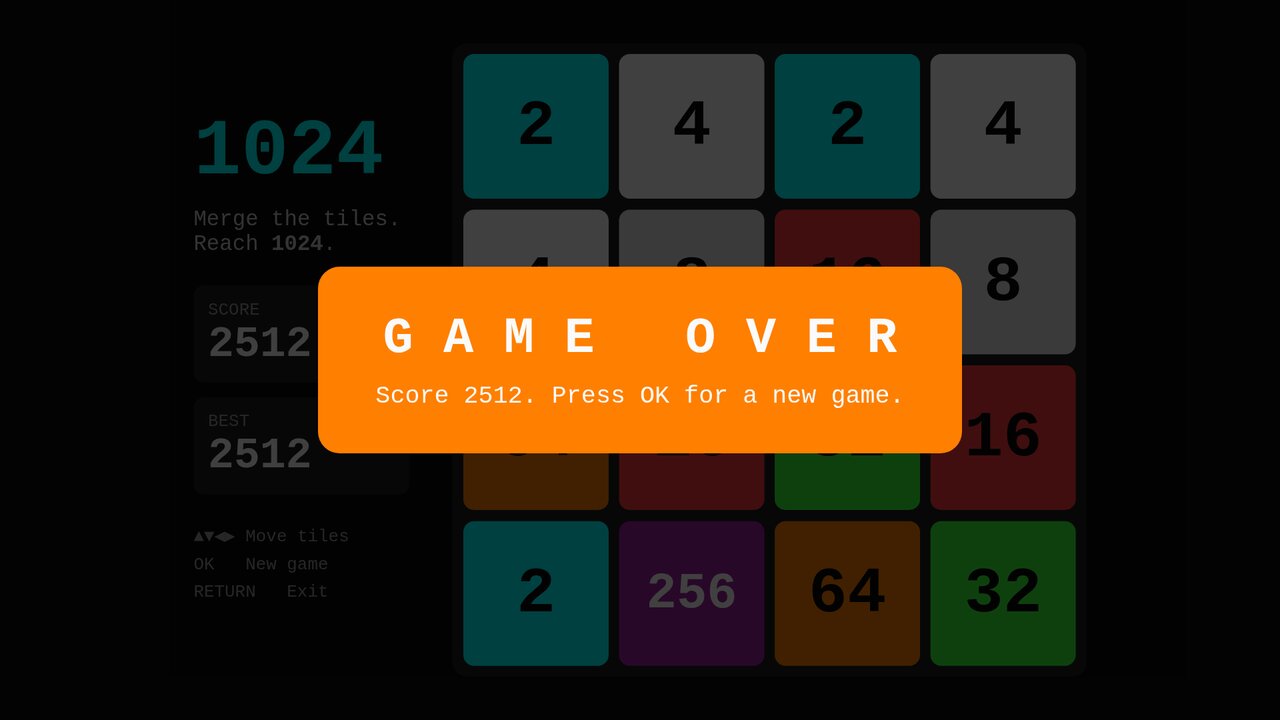 1024
Merge the tiles.
Reach 1024.
SCORE
2512
BEST
2512
▲▼◀▶ Move tiles
OK New game
RETURN Exit
2 4 2 4
8
16
2 256 64 32
GAME OVER
Score 2512. Press OK for a new game.